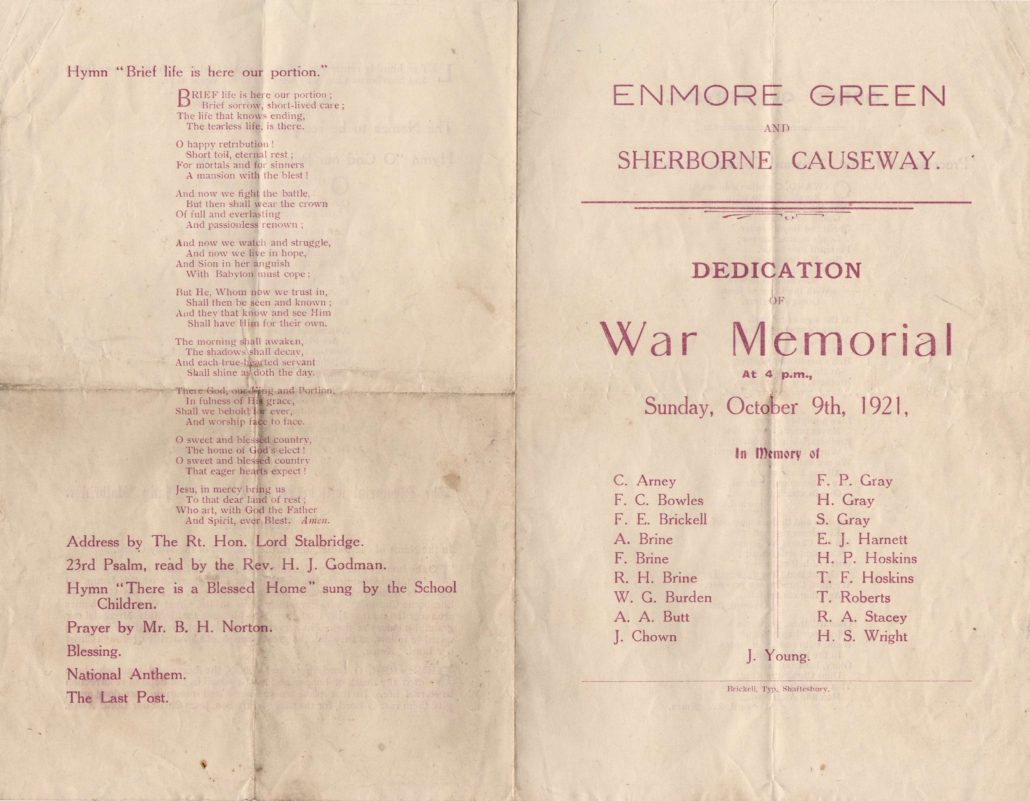 Hymn "Brief life is here our portion."
BRIEF life is here our portion;
Brief sorrow, short-lived care;
The life that knows ending,
The tearless life, is there.
O happy retribution!
Short toil, eternal rest;
For mortals and for sinners
A mansion with the blest!
And now we fight the battle,
But then shall wear the crown
Of full and everlasting
And passionless renown;
And now we watch and struggle,
And now we live in hope,
And Sion in her anguish
With Babylon must cope;
But He, Whom now we trust in,
Shall then be seen and known;
And they that know and see Him
Shall have Him for their own.
The morning shall awaken,
The shadows shall decay,
And each true-hearted servant
Shall shine as doth the day.
There God, our King and Portion,
In fulness of His grace,
Shall we behold for ever,
And worship face to face.
O sweet and blessed country,
The home of God's elect!
O sweet and blessed country
That eager hearts expect!
Jesu, in mercy bring us
To that dear land of rest;
Who art, with God the Father
And Spirit, ever Blest. Amen.
Address by The Rt. Hon. Lord Stalbridge.
23rd Psalm, read by the Rev. H. J. Godman.
Hymn "There is a Blessed Home" sung by the School
Children.
Prayer by Mr. B. H. Norton.
Blessing.
National Anthem.
The Last Post.
ENMORE GREEN
AND
SHERBORNE CAUSEWAY.
DEDICATION
OF
War Memorial
At 4 p.m.,
Sunday, October 9th, 1921,
In Memory of
C. Arney
F. C. Bowles
F. E. Brickell
A. Brine
F. Brine
R. H. Brine
W. G. Burden
A. A. Butt
J. Chown
F. P. Gray
H. Gray
S. Gray
E. J. Harnett
H. P. Hoskins
T. F. Hoskins
T. Roberts
R. A. Stacey
H. S. Wright
J. Young.
Brickell, Typ., Shaftesbury.